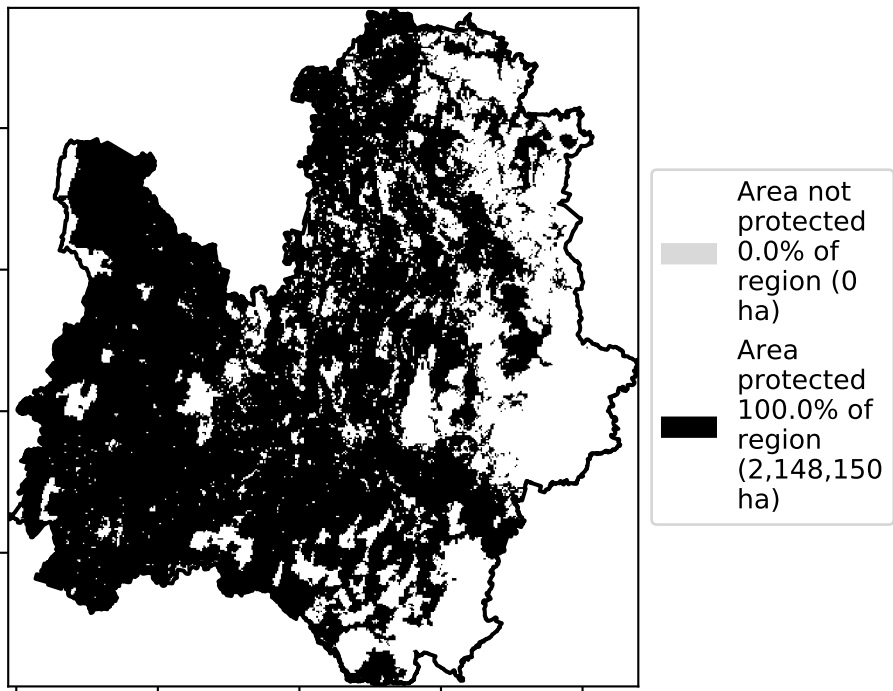 Area not
protected
0.0% of
region (0
ha)
Area
protected
100.0% of
region
(2,148,150
ha)